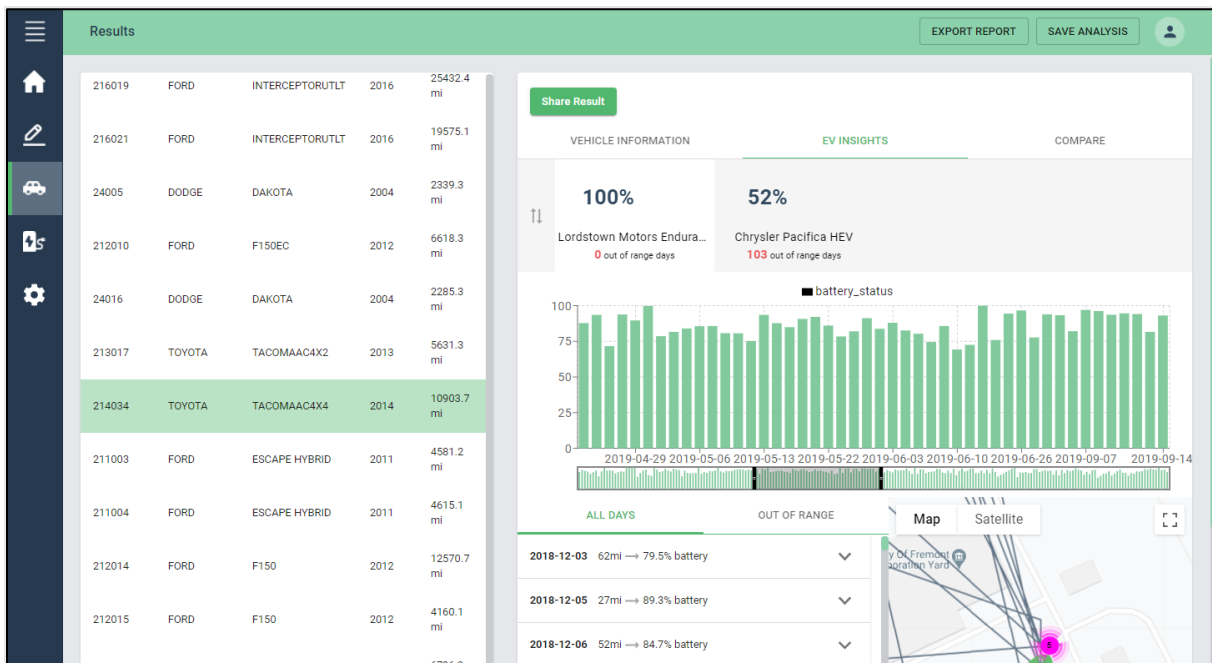 Results
EXPORT REPORT
SAVE ANALYSIS
216019 FORD INTERCEPTORUTLT 2016 25432.4 mi
216021 FORD INTERCEPTORUTLT 2016 19575.1 mi
24005 DODGE DAKOTA 2004 2339.3 mi
212010 FORD F150EC 2012 6618.3 mi
24016 DODGE DAKOTA 2004 2285.3 mi
213017 TOYOTA TACOMAAC4X2 2013 5631.3 mi
214034 TOYOTA TACOMAAC4X4 2014 10903.7 mi
211003 FORD ESCAPE HYBRID 2011 4581.2 mi
211004 FORD ESCAPE HYBRID 2011 4615.1 mi
212014 FORD F150 2012 12570.7 mi
212015 FORD F150 2012 4160.1 mi
Share Result
VEHICLE INFORMATION
EV INSIGHTS
COMPARE
100%
Lordstown Motors Endura...
0 out of range days
52%
Chrysler Pacifica HEV
103 out of range days
battery_status
100
75
50
25
0
2019-04-29 2019-05-06 2019-05-13 2019-05-22 2019-06-03 2019-06-10 2019-06-26 2019-09-07 2019-09-14
ALL DAYS
OUT OF RANGE
2018-12-03 62mi → 79.5% battery
2018-12-05 27mi → 89.3% battery
2018-12-06 52mi → 84.7% battery
Map
Satellite
y Of Fremont
poration Yard
5